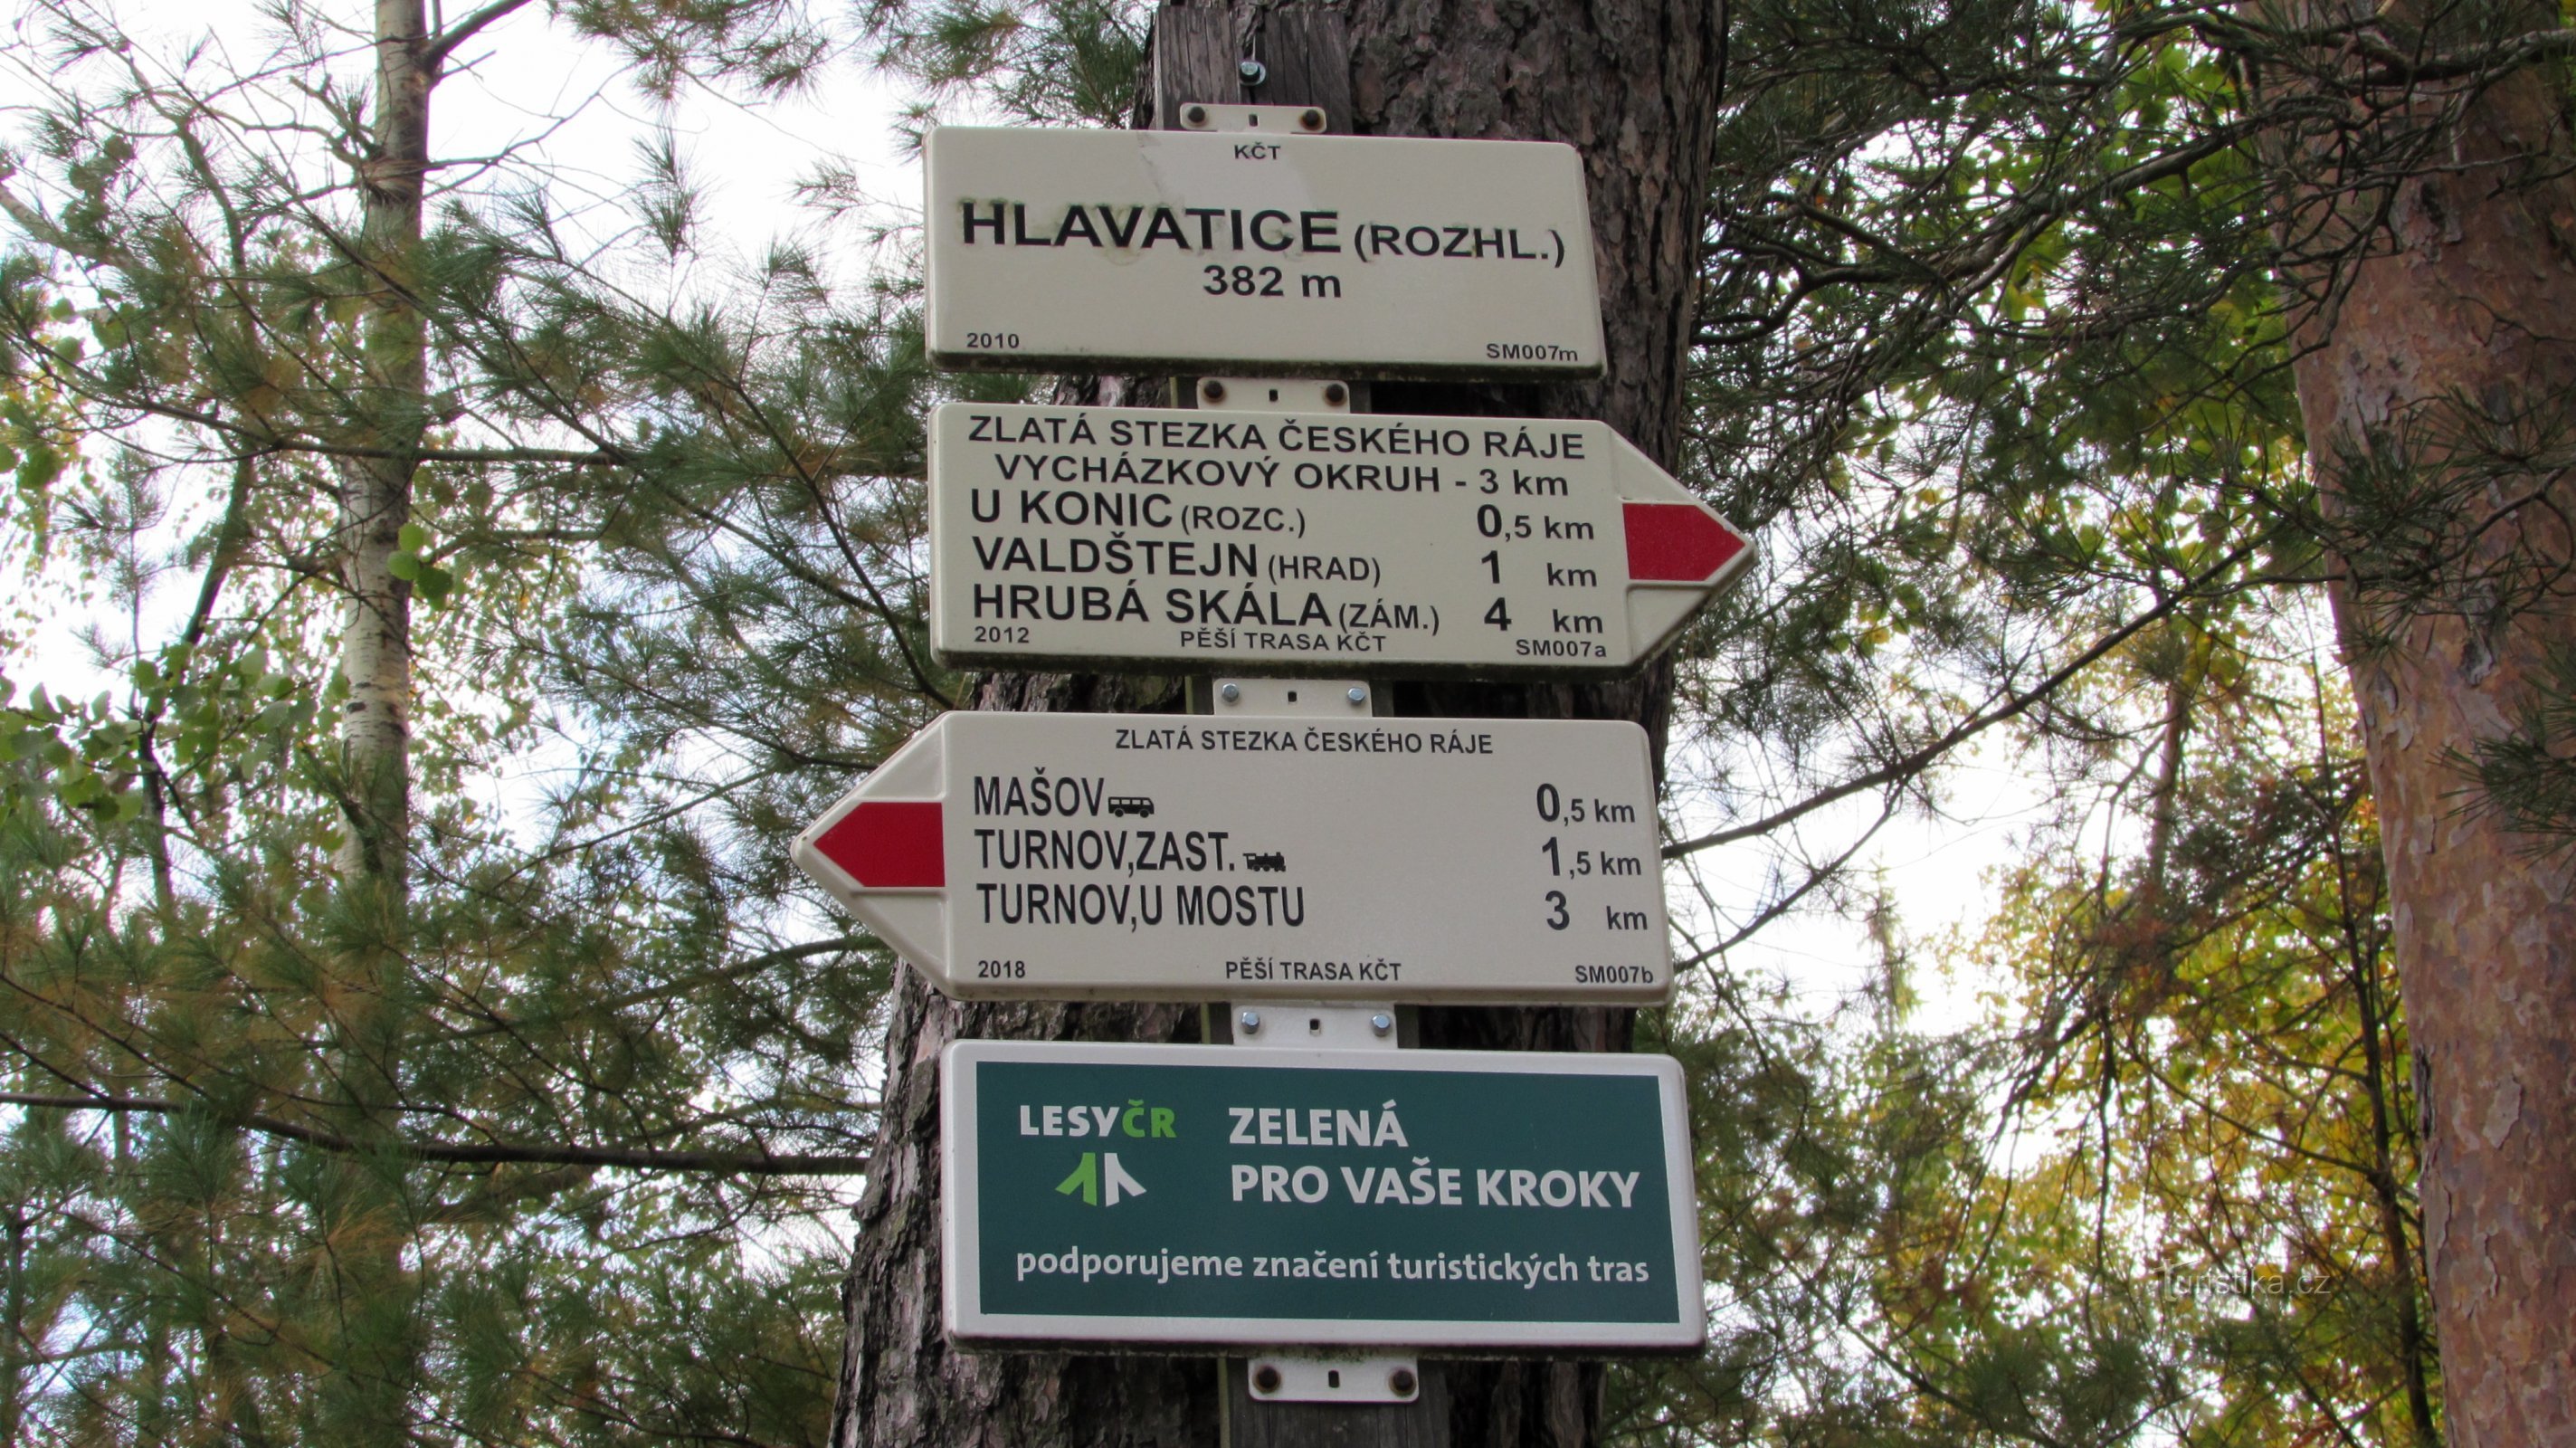 KČT
HLAVATICE (ROZHL.)
382 m
2010 SM007m
ZLATÁ STEZKA ČESKÉHO RÁJE
VYCHÁZKOVÝ OKRUH - 3 km
U KONIC (ROZC.) 0,5 km
VALDŠTEJN (HRAD) 1 km
HRUBÁ SKÁLA (ZÁM.) 4 km
2012 PĚŠÍ TRASA KČT SM007a
ZLATÁ STEZKA ČESKÉHO RÁJE
MAŠOV 0,5 km
TURNOV,ZAST. 1,5 km
TURNOV,U MOSTU 3 km
2018 PĚŠÍ TRASA KČT SM007b
LESYČR ZELENÁ
PRO VAŠE KROKY
podporujeme značení turistických tras
Turistika.cz